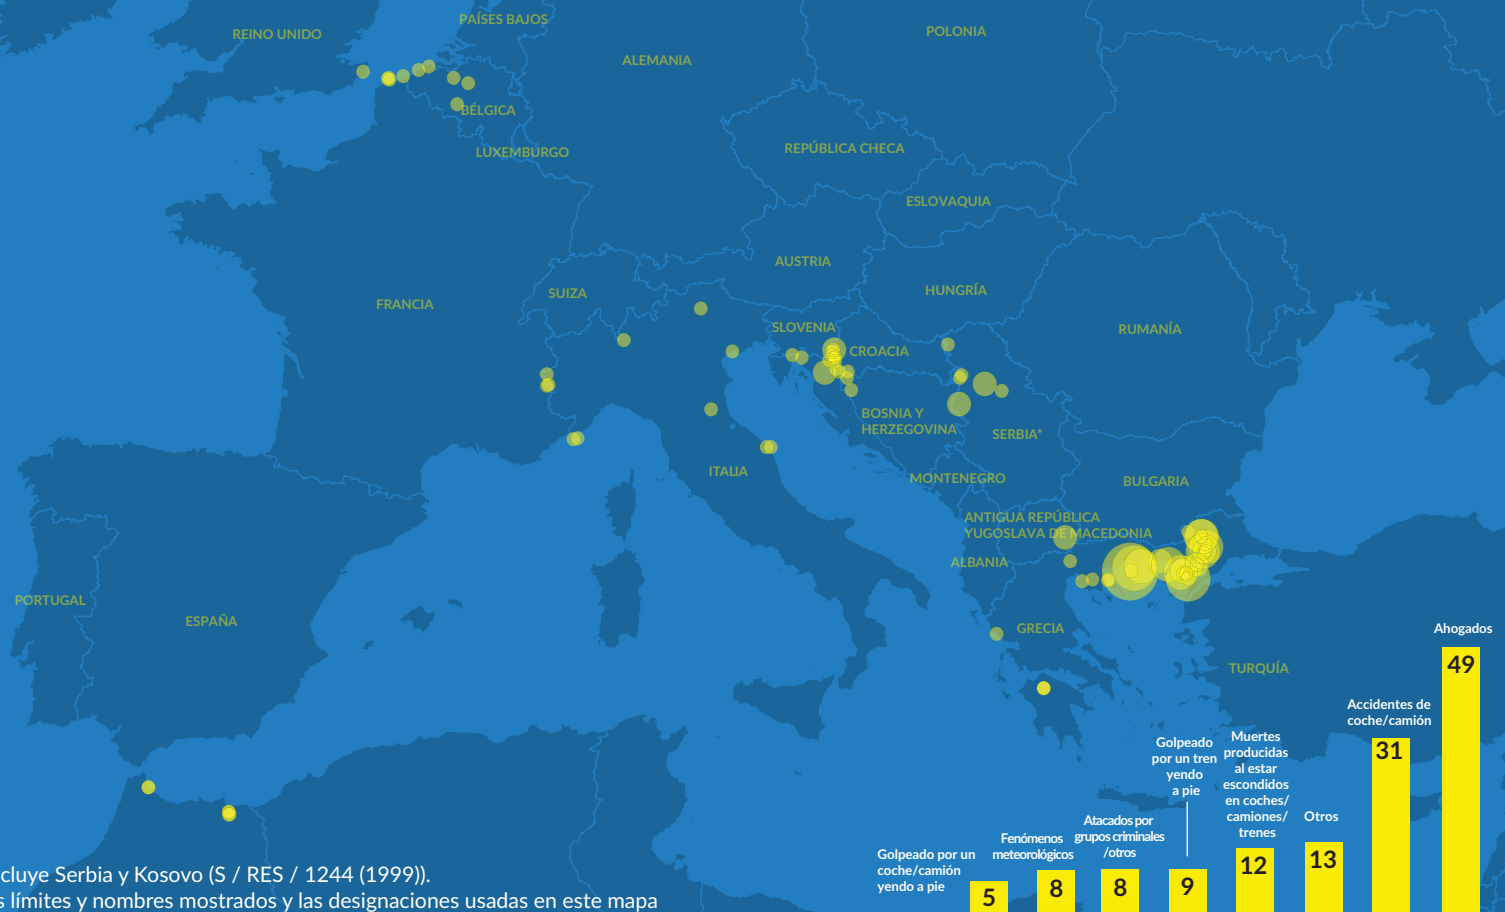 PAÍSES BAJOS
REINO UNIDO
POLONIA
ALEMANIA
BÉLGICA
REPÚBLICA CHECA
LUXEMBURGO
ESLOVAQUIA
AUSTRIA
SUIZA
HUNGRÍA
FRANCIA
SLOVENIA
RUMANÍA
CROACIA
BOSNIA Y
HERZEGOVINA
SERBIA*
ITALIA
MONTENEGRO
BULGARIA
ANTIGUA REPÚBLICA
YUGOSLAVA DE MACEDONIA
ALBANIA
PORTUGAL
ESPAÑA
GRECIA
TURQUÍA
Ahogados
49
Accidentes de
coche/camión
31
Golpeado
por un tren
yendo
a pie
9
Muertes
producidas
al estar
escondidos
en coches/
camiones/
trenes
12
Otros
13
Atacados por
grupos criminales
/otros
8
Fenómenos
meteorológicos
8
Golpeado por un
coche/camión
yendo a pie
5
cluye Serbia y Kosovo (S / RES / 1244 (1999)).
s límites y nombres mostrados y las designaciones usadas en este mapa